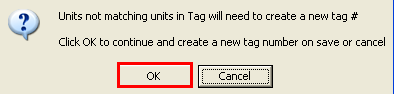 Units not matching units in Tag will need to create a new tag #
Click OK to continue and create a new tag number on save or cancel
OK
Cancel